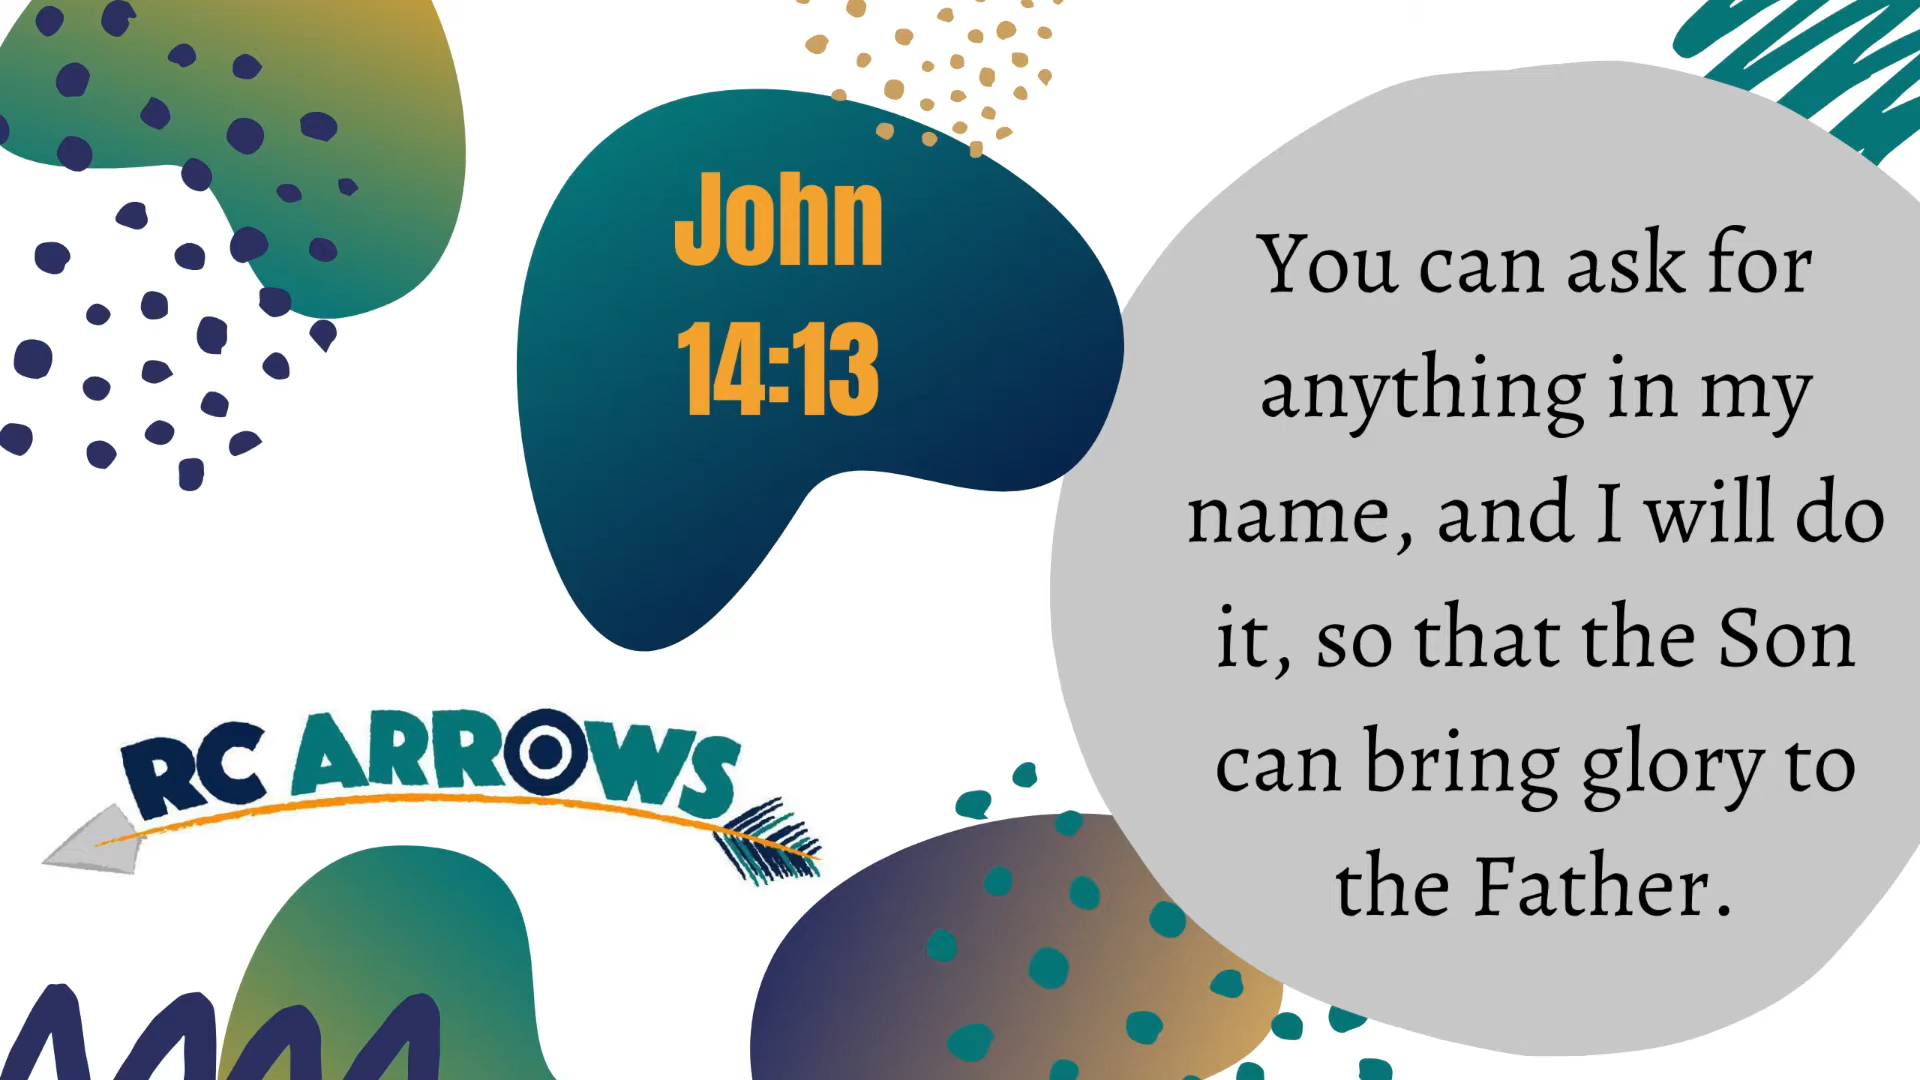 John
14:13
You can ask for
anything in my
name, and I will do
it, so that the Son
can bring glory to
the Father.
RC ARROWS